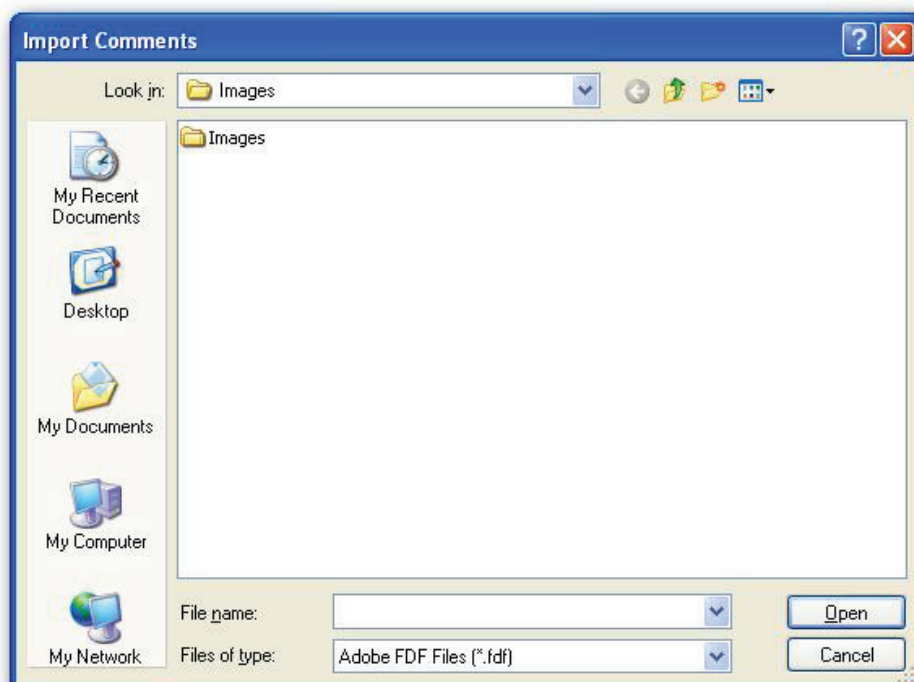 Import Comments
Look in: Images
Images
My Recent
Documents
Desktop
My Documents
My Computer
My Network
File name:
Open
Files of type: Adobe FDF Files (*.fdf)
Cancel